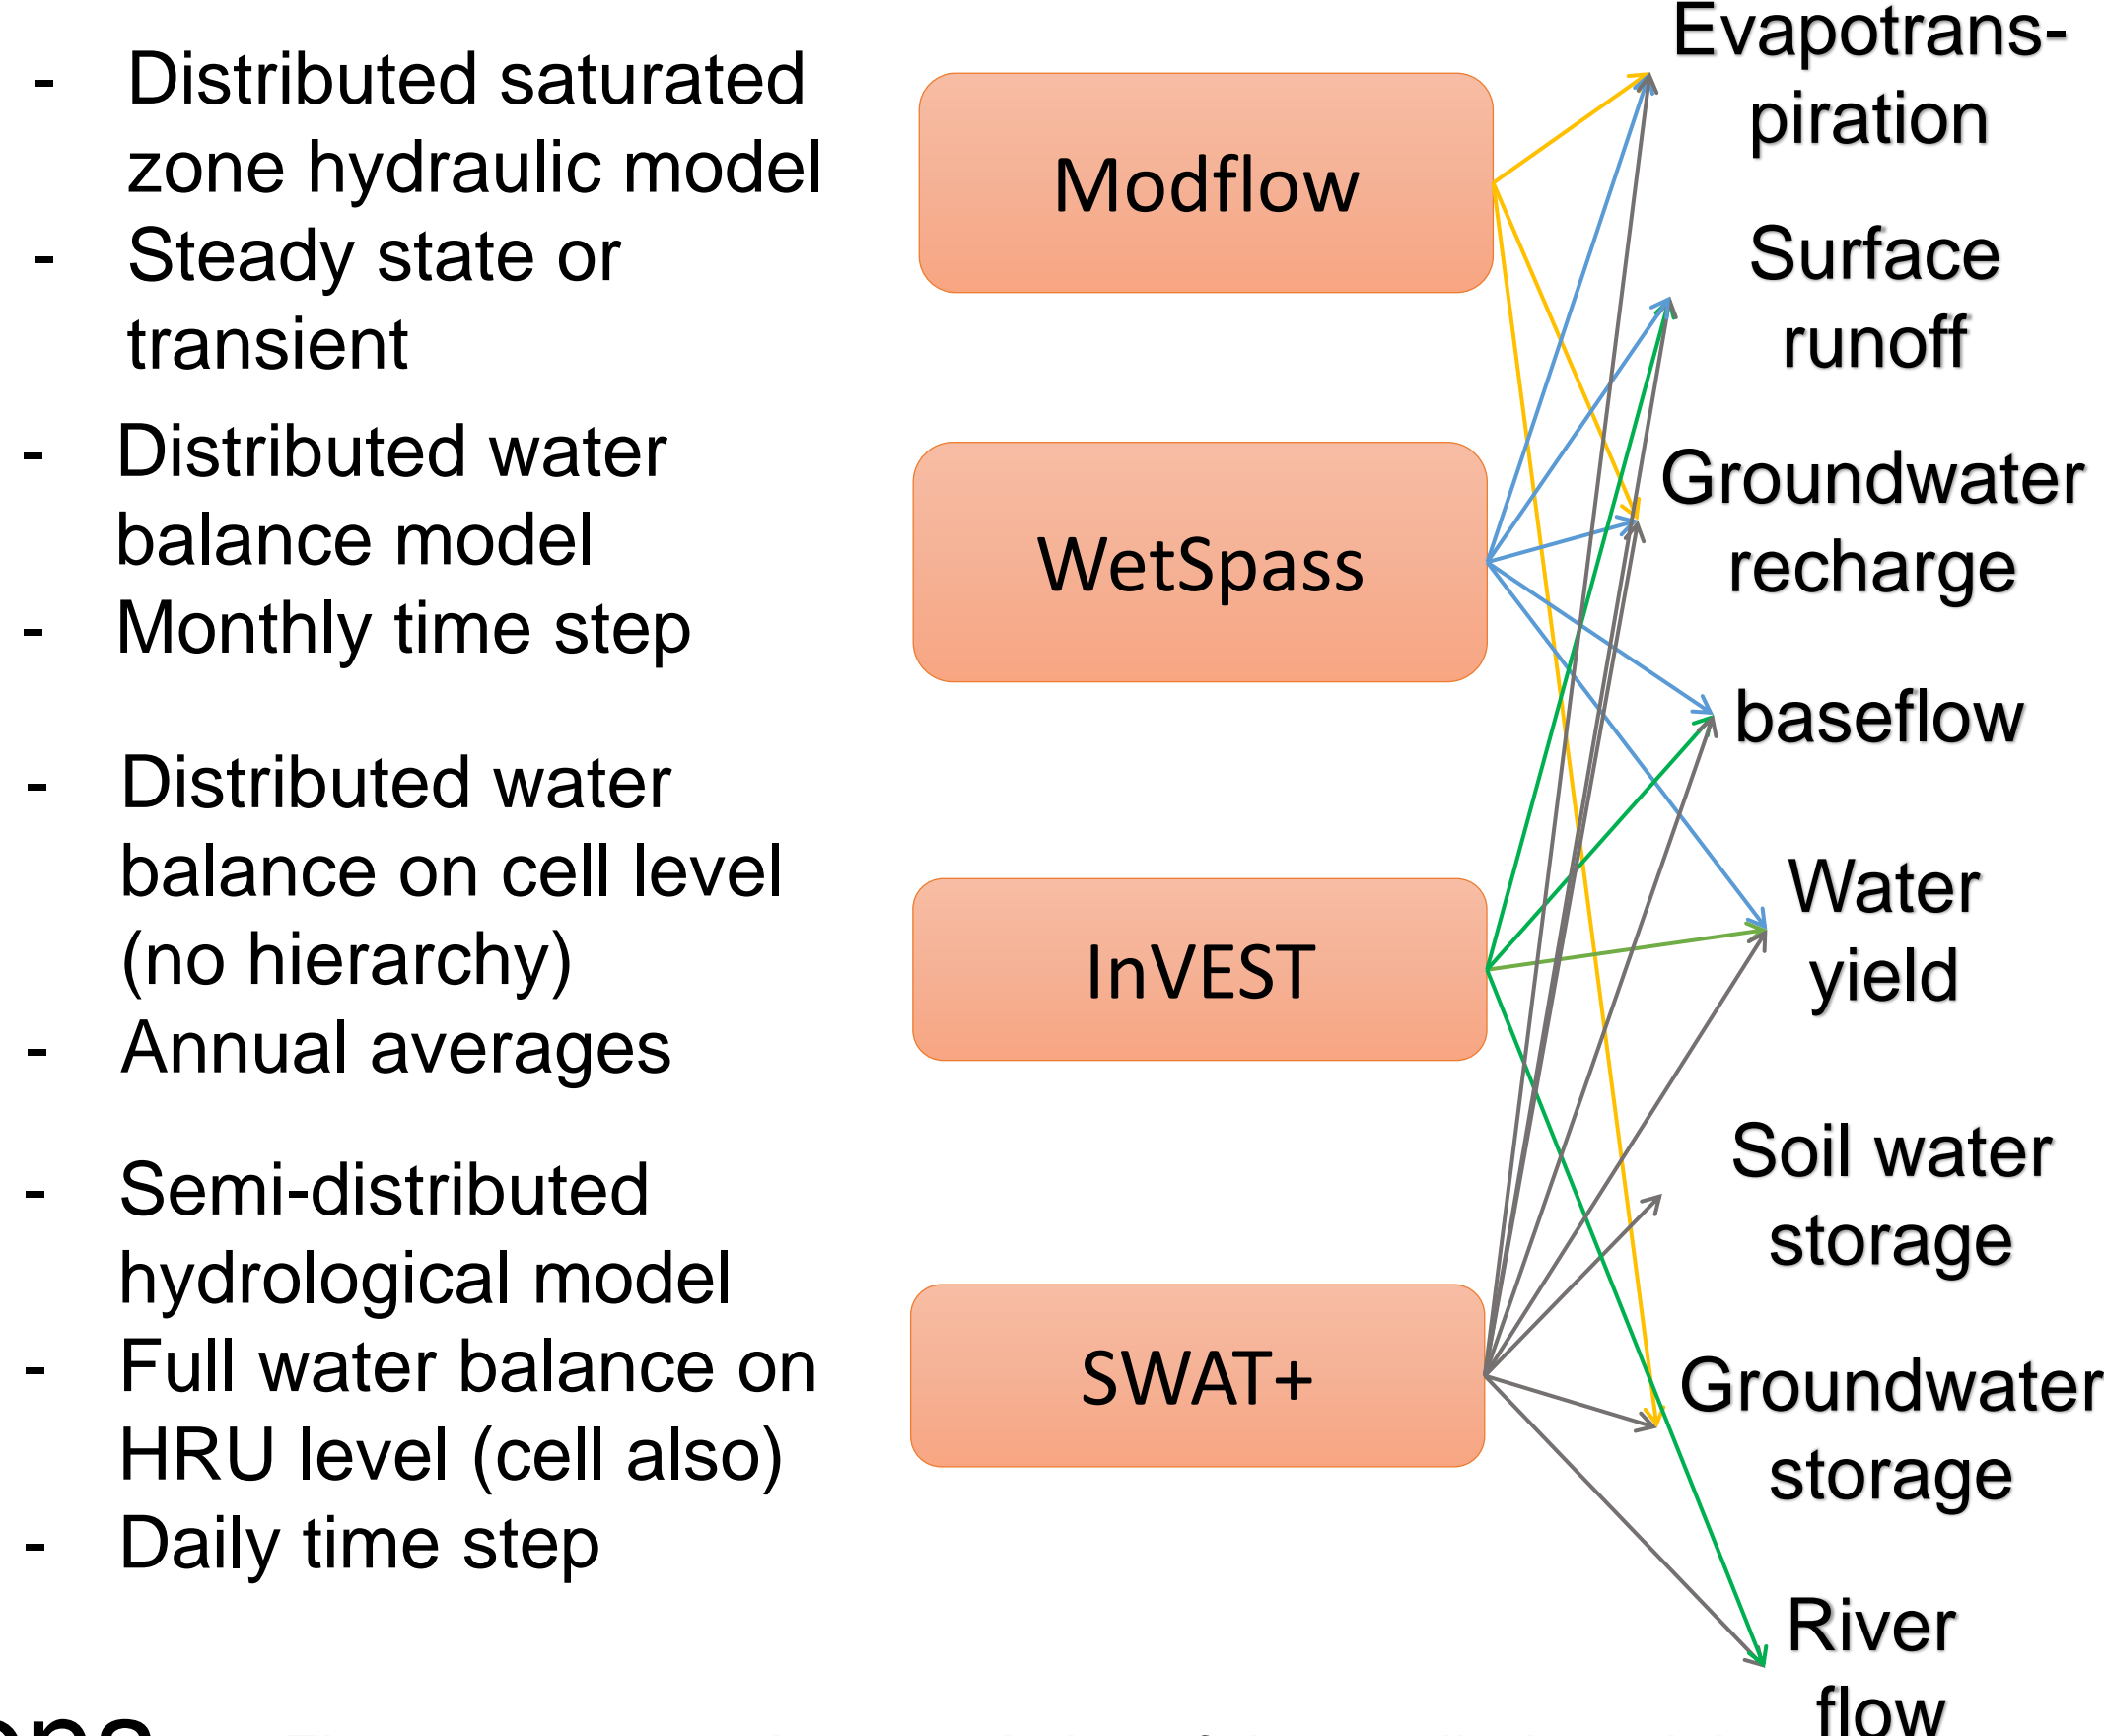 - Distributed saturated
zone hydraulic model
- Steady state or
transient
- Distributed water
balance model
- Monthly time step
- Distributed water
balance on cell level
(no hierarchy)
- Annual averages
- Semi-distributed
hydrological model
- Full water balance on
HRU level (cell also)
- Daily time step
Modflow
WetSpass
InVEST
SWAT+
Evapotrans-
piration
Surface
runoff
Groundwater
recharge
baseflow
Water
yield
Soil water
storage
Groundwater
storage
River
flow